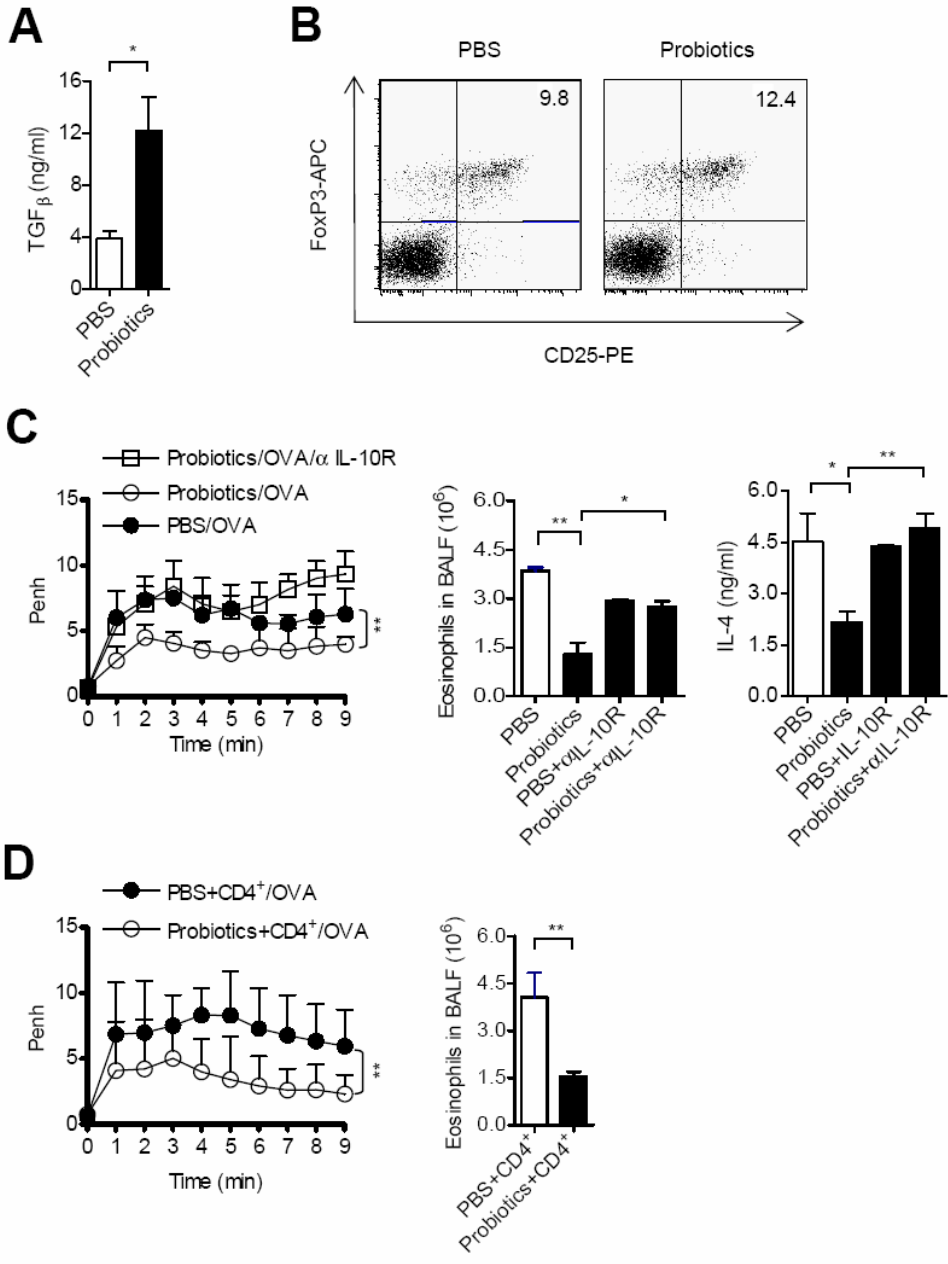 A
*
16
12
8
4
0
TGFβ (ng/ml)
PBS
Probiotics
B
PBS
Probiotics
9.8
12.4
FoxP3-APC
CD25-PE
C
Probiotics/OVA/α IL-10R
Probiotics/OVA
PBS/OVA
15
10
5
0
Penh
**
0 1 2 3 4 5 6 7 8 9
Time (min)
Eosinophils in BALF (10⁶)
6.0
4.5
3.0
1.5
0.0
**
*
PBS
Probiotics
PBS+αIL-10R
Probiotics+αIL-10R
IL-4 (ng/ml)
6.0
4.5
3.0
1.5
0.0
*
**
PBS
Probiotics
PBS+IL-10R
Probiotics+αIL-10R
D
PBS+CD4⁺/OVA
Probiotics+CD4⁺/OVA
15
10
5
0
Penh
**
0 1 2 3 4 5 6 7 8 9
Time (min)
Eosinophils in BALF (10⁶)
6.0
4.5
3.0
1.5
0.0
**
PBS+CD4⁺
Probiotics+CD4⁺